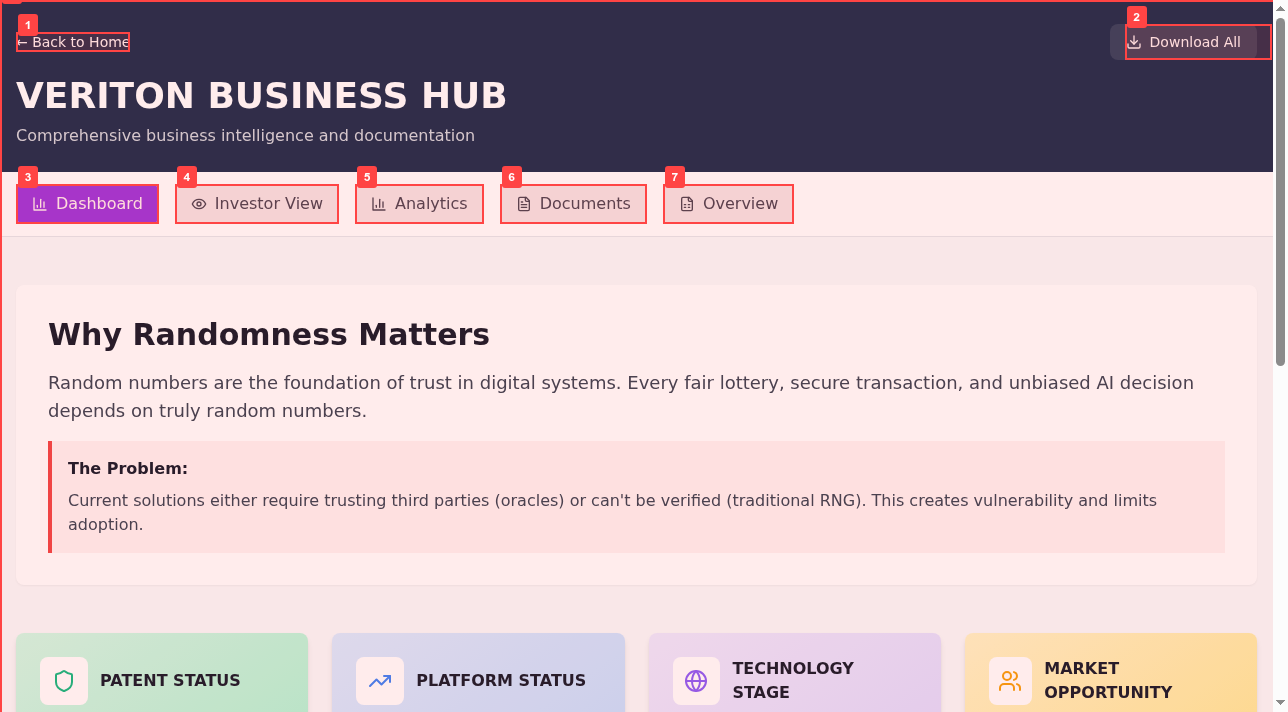 1
← Back to Home
2
Download All
VERITON BUSINESS HUB
Comprehensive business intelligence and documentation
3
Dashboard
4
Investor View
5
Analytics
6
Documents
7
Overview
Why Randomness Matters
Random numbers are the foundation of trust in digital systems. Every fair lottery, secure transaction, and unbiased AI decision
depends on truly random numbers.
The Problem:
Current solutions either require trusting third parties (oracles) or can't be verified (traditional RNG). This creates vulnerability and limits
adoption.
PATENT STATUS
PLATFORM STATUS
TECHNOLOGY
STAGE
MARKET
OPPORTUNITY